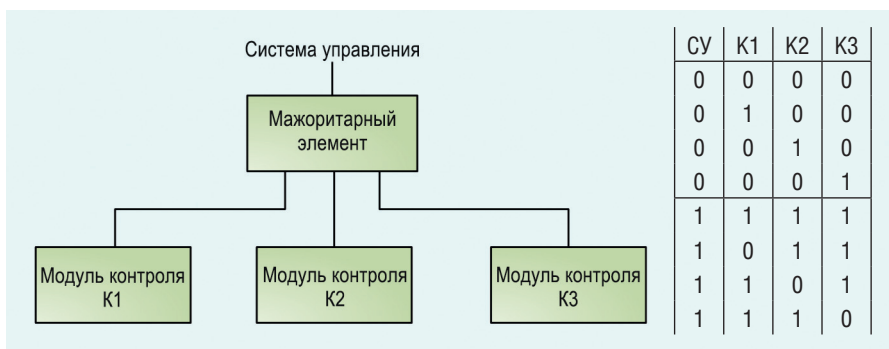 Система управления
Мажоритарный
элемент
Модуль контроля
К1
Модуль контроля
К2
Модуль контроля
К3
СУ К1 К2 К3
0 0 0 0
0 1 0 0
0 0 1 0
0 0 0 1
1 1 1 1
1 0 1 1
1 1 0 1
1 1 1 0